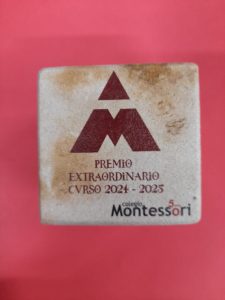 PREMIO
EXTRAORDINARIO
CVRSO 2024 - 2025
colegio
Montessori